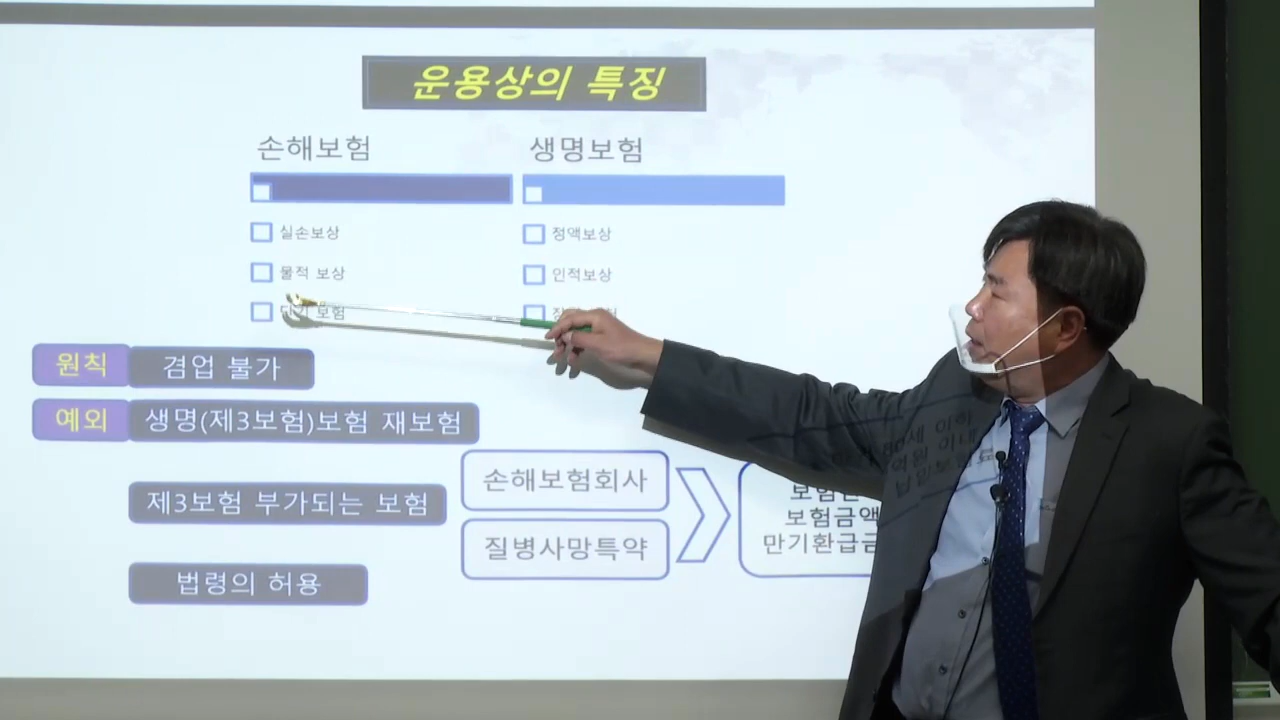 운용상의 특징
손해보험
생명보험
실손보상
정액보상
물적 보상
인적보상
단기 보험
원칙 겸업 불가
예외 생명(제3보험)보험 재보험
손해보험회사
제3보험 부가되는 보험
보험금액
질병사망특약
만기환급금
법령의 허용